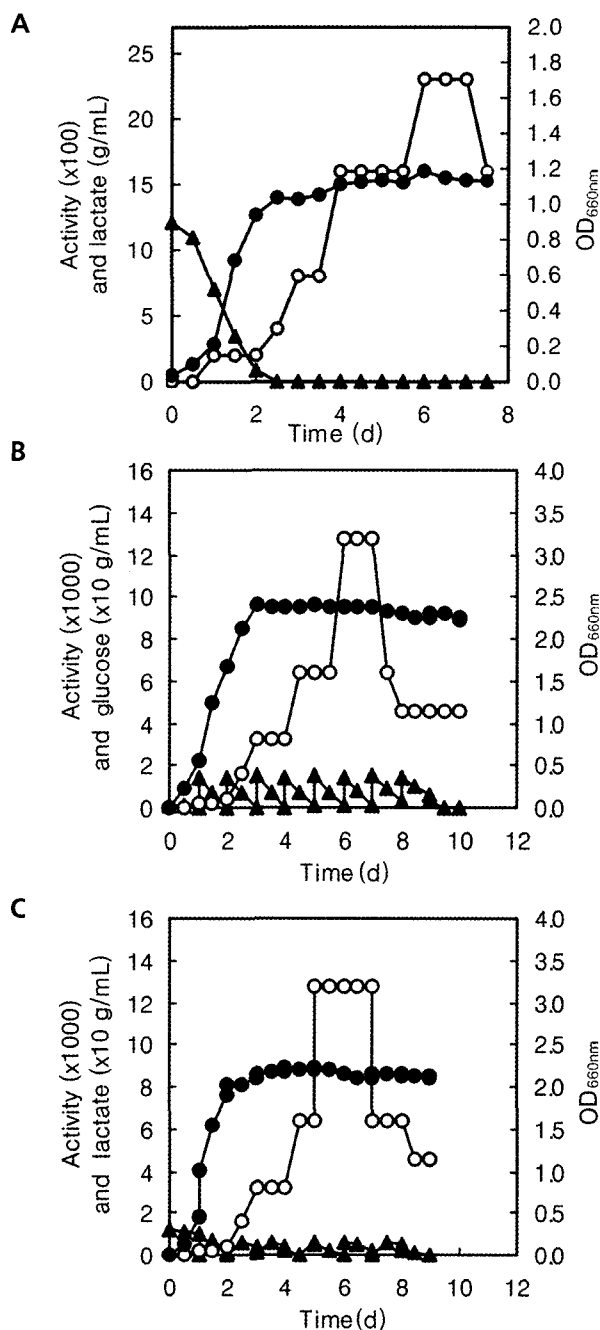 A
Activity (x100)
and lactate (g/mL)
25
20
15
10
5
0
2.0
1.8
1.6
1.4
1.2
1.0
0.8
0.6
0.4
0.2
0.0
OD660nm
0 2 4 6 8
Time (d)
B
Activity (x1000)
and glucose (x10 g/mL)
16
14
12
10
8
6
4
2
0
4.0
3.5
3.0
2.5
2.0
1.5
1.0
0.5
0.0
OD660nm
0 2 4 6 8 10 12
Time (d)
C
Activity (x1000)
and lactate (x10 g/mL)
16
14
12
10
8
6
4
2
0
4.0
3.5
3.0
2.5
2.0
1.5
1.0
0.5
0.0
OD660nm
0 2 4 6 8 10 12
Time (d)